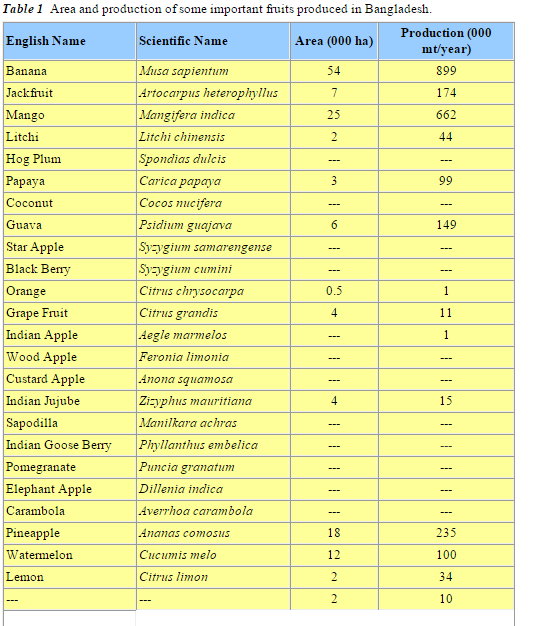 Table 1 Area and production of some important fruits produced in Bangladesh.
English Name Scientific Name Area (000 ha) Production (000 mt/year)
Banana Musa sapientum 54 899
Jackfruit Artocarpus heterophyllus 7 174
Mango Mangifera indica 25 662
Litchi Litchi chinensis 2 44
Hog Plum Spondias dulcis --- ---
Papaya Carica papaya 3 99
Coconut Cocos nucifera --- ---
Guava Psidium guajava 6 149
Star Apple Syzygium samarengense --- ---
Black Berry Syzygium cumini --- ---
Orange Citrus chrysocarpa 0.5 1
Grape Fruit Citrus grandis 4 11
Indian Apple Aegle marmelos --- 1
Wood Apple Feronia limonia --- ---
Custard Apple Anona squamosa --- ---
Indian Jujube Zizyphus mauritiana 4 15
Sapodilla Manilkara achras --- ---
Indian Goose Berry Phyllanthus embelica --- ---
Pomegranate Puncia granatum --- ---
Elephant Apple Dillenia indica --- ---
Carambola Averrhoa carambola --- ---
Pineapple Ananas comosus 18 235
Watermelon Cucumis melo 12 100
Lemon Citrus limon 2 34
--- --- 2 10